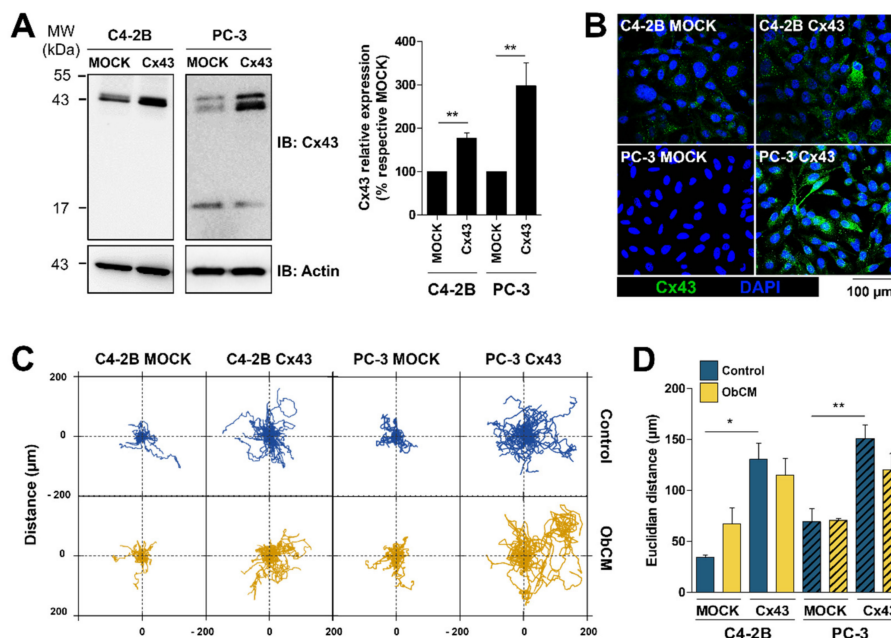 A
MW
(kDa)
C4-2B
PC-3
MOCK Cx43
MOCK Cx43
55
43
17
43
IB: Cx43
IB: Actin
Cx43 relative expression
(% respective MOCK)
400
300
200
100
0
**
**
MOCK
Cx43
MOCK
Cx43
C4-2B
PC-3
B
C4-2B MOCK
C4-2B Cx43
PC-3 MOCK
PC-3 Cx43
Cx43
DAPI
100 µm
C
C4-2B MOCK
C4-2B Cx43
PC-3 MOCK
PC-3 Cx43
Distance (µm)
200
0
- 200
0
200
Control
ObCM
0
- 200
0
200
0
- 200
0
200
D
Control
ObCM
Euclidian distance (µm)
200
150
100
50
0
*
**
MOCK
Cx43
MOCK
Cx43
C4-2B
PC-3